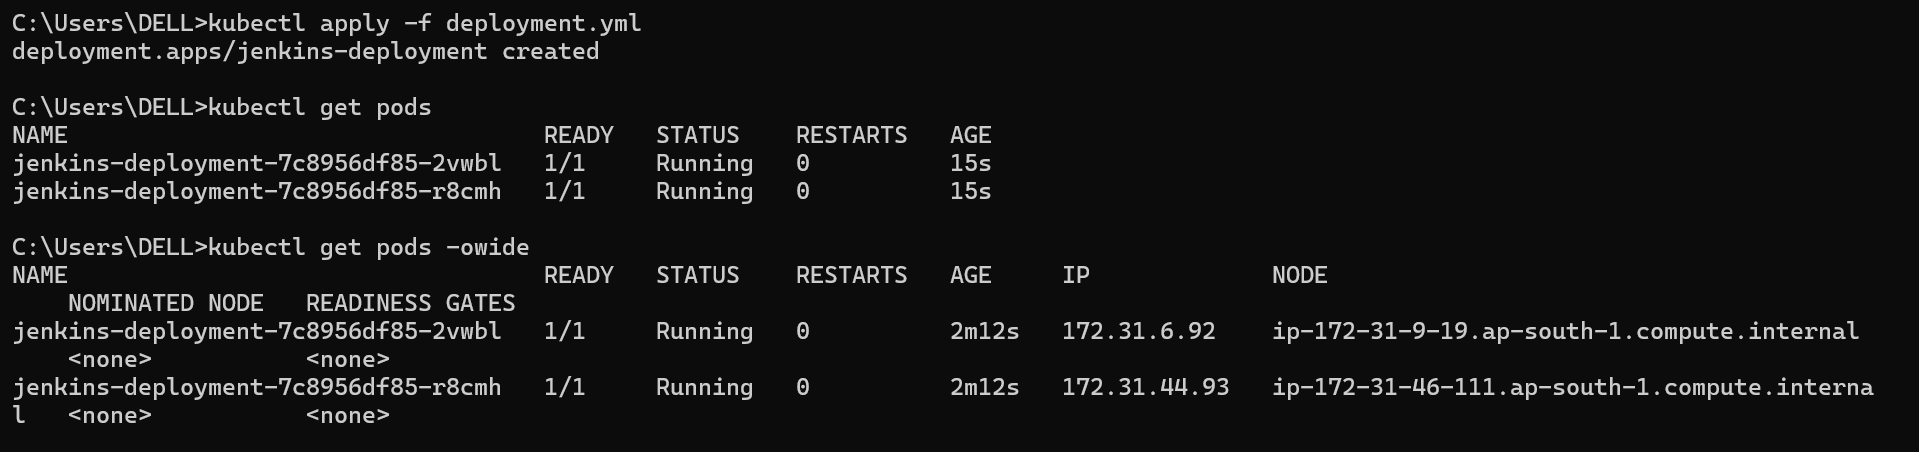 C:\Users\DELL>kubectl apply -f deployment.yml
deployment.apps/jenkins-deployment created
C:\Users\DELL>kubectl get pods
NAME                                  READY   STATUS    RESTARTS   AGE
jenkins-deployment-7c8956df85-2vwbl   1/1     Running   0          15s
jenkins-deployment-7c8956df85-r8cmh   1/1     Running   0          15s
C:\Users\DELL>kubectl get pods -owide
NAME                                  READY   STATUS    RESTARTS   AGE     IP             NODE
    NOMINATED NODE   READINESS GATES
jenkins-deployment-7c8956df85-2vwbl   1/1     Running   0          2m12s   172.31.6.92    ip-172-31-9-19.ap-south-1.compute.internal
    <none>           <none>
jenkins-deployment-7c8956df85-r8cmh   1/1     Running   0          2m12s   172.31.44.93   ip-172-31-46-111.ap-south-1.compute.interna
l   <none>           <none>